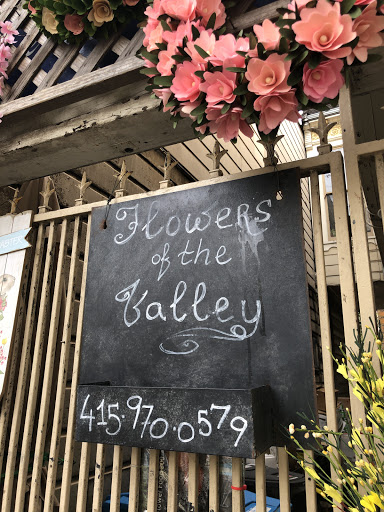 Flowers
of the
Valley
415.970.0579